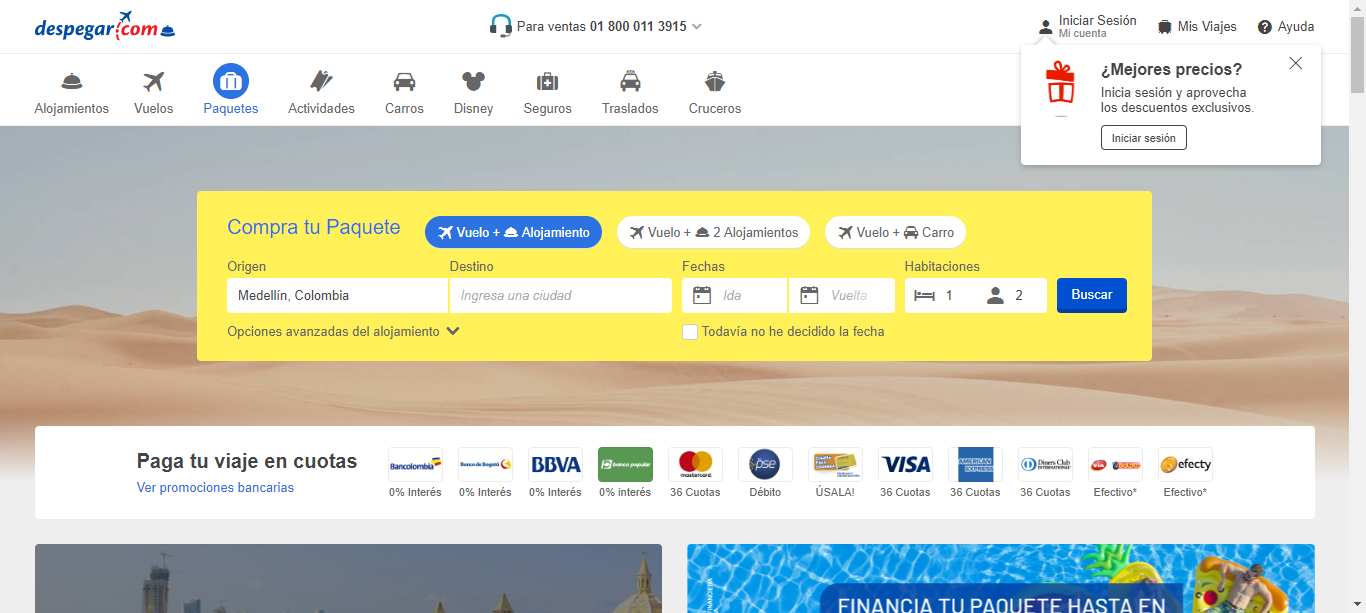 despegar.com
Para ventas 01 800 011 3915
Iniciar Sesión
Mi cuenta
Mis Viajes
Ayuda
¿Mejores precios?
Inicia sesión y aprovecha
los descuentos exclusivos.
Iniciar sesión
Alojamientos
Vuelos
Paquetes
Actividades
Carros
Disney
Seguros
Traslados
Cruceros
Compra tu Paquete
Vuelo + Alojamiento
Vuelo + 2 Alojamientos
Vuelo + Carro
Origen
Destino
Fechas
Habitaciones
Medellín, Colombia
Ingresa una ciudad
Ida
Vuelta
1
2
Buscar
Opciones avanzadas del alojamiento
Todavía no he decidido la fecha
Paga tu viaje en cuotas
Ver promociones bancarias
Bancolombia
0% Interés
Banco de Bogotá
0% Interés
BBVA
0% Interés
banco popular
0% interés
mastercard
36 Cuotas
pse
Débito
ÚSALA!
VISA
36 Cuotas
AMERICAN EXPRESS
36 Cuotas
Diners Club
INTERNATIONAL
36 Cuotas
via
Efectivo*
efecty
Efectivo*
FINANCIA TU PAQUETE HASTA EN